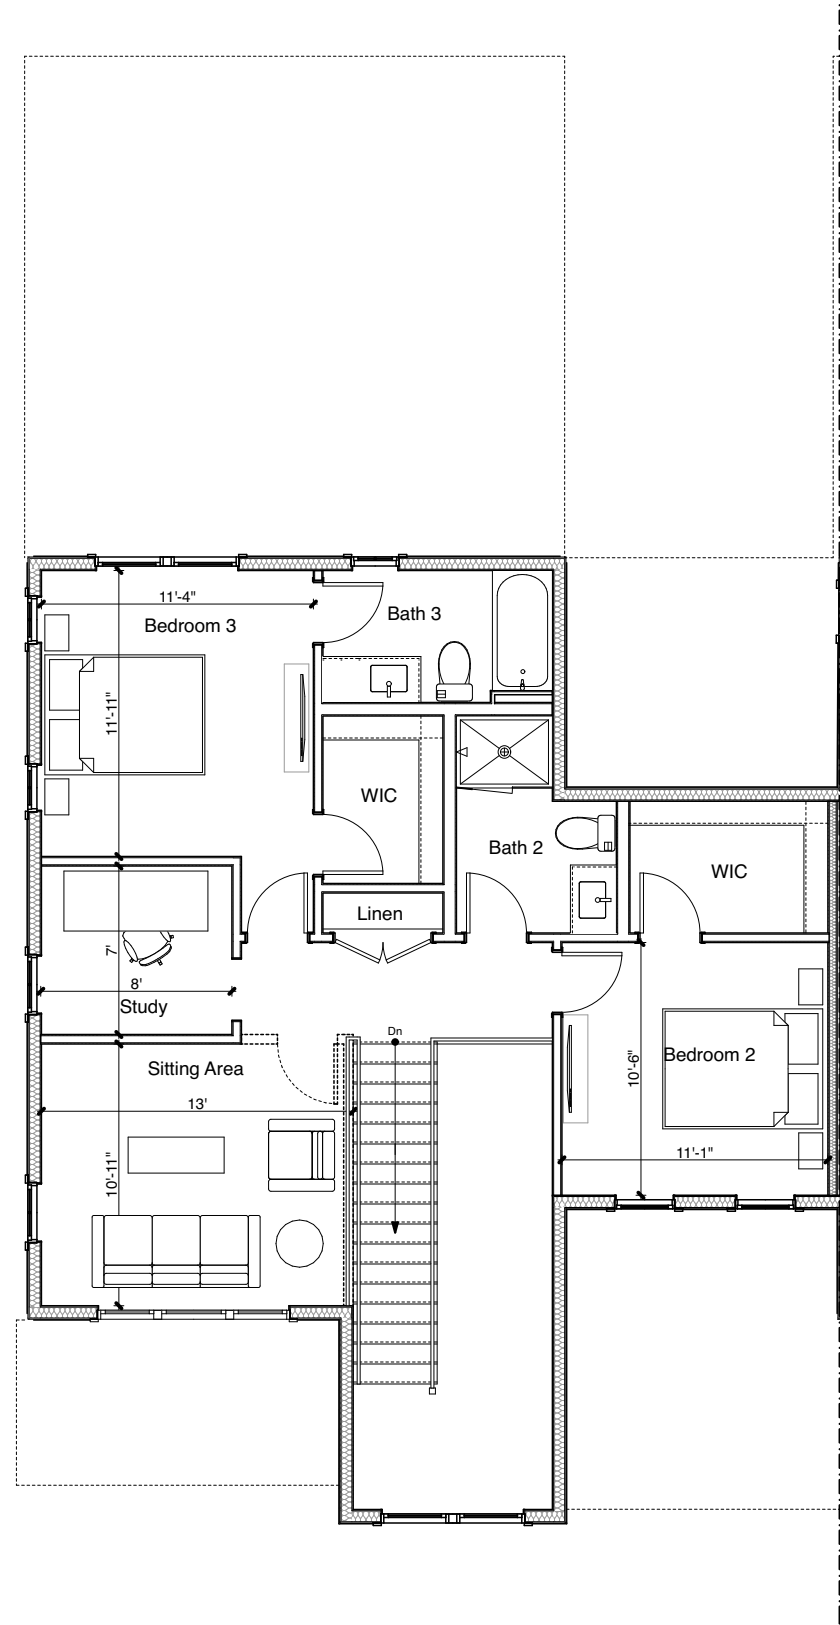 11'-4"
Bedroom 3
Bath 3
11'-11"
WIC
Bath 2
WIC
Linen
7'
8'
Study
Dn
Sitting Area
Bedroom 2
10'-6"
13'
11'-1"
10'-11"